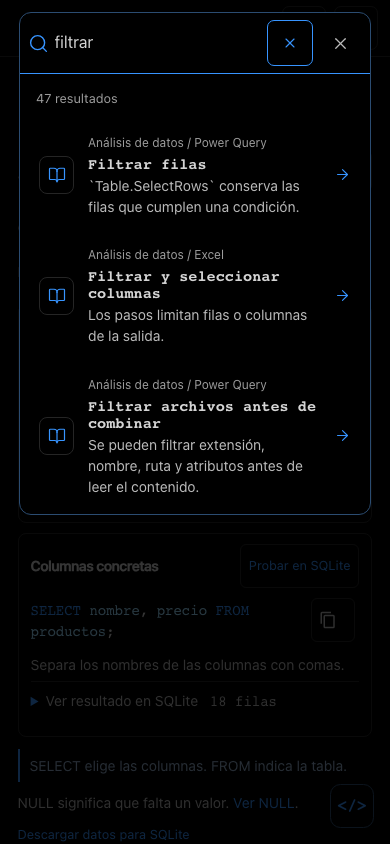 filtrar
47 resultados
Análisis de datos / Power Query
Filtrar filas
`Table.SelectRows` conserva las
filas que cumplen una condición.
Análisis de datos / Excel
Filtrar y seleccionar
columnas
Los pasos limitan filas o columnas
de la salida.
Análisis de datos / Power Query
Filtrar archivos antes de
combinar
Se pueden filtrar extensión,
nombre, ruta y atributos antes de
leer el contenido.
Columnas concretas
Probar en SQLite
SELECT nombre, precio FROM
productos;
Separa los nombres de las columnas con comas.
Ver resultado en SQLite 18 filas
SELECT elige las columnas. FROM indica la tabla.
NULL significa que falta un valor. Ver NULL.
</>
Descargar datos para SQLite